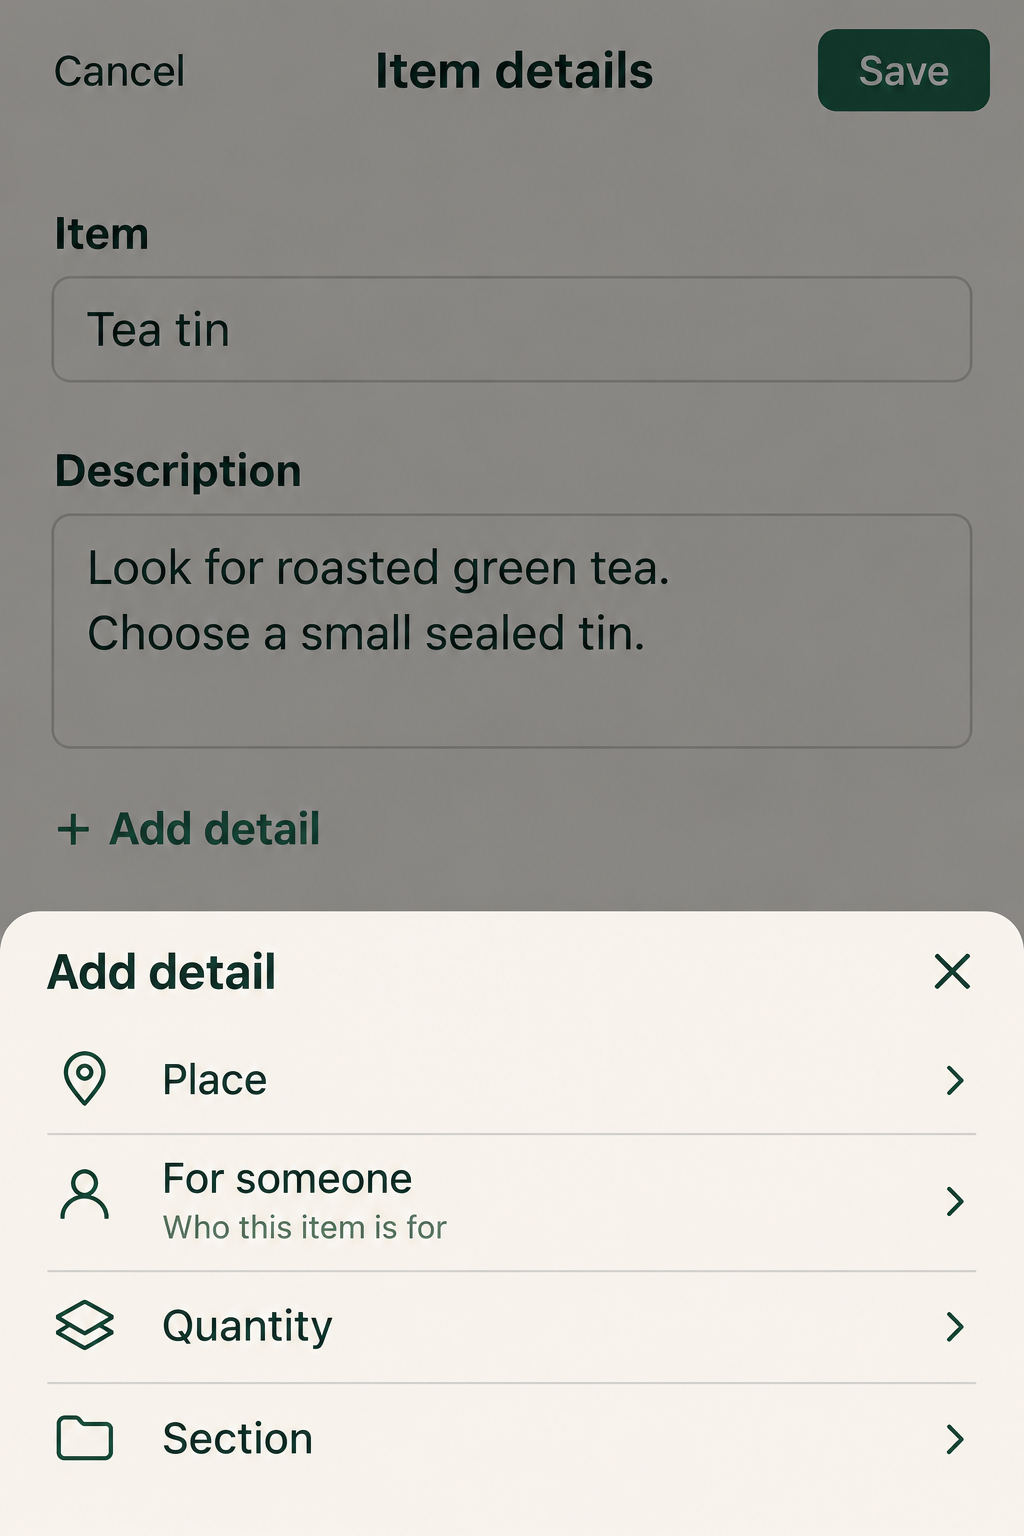 Cancel
Item details
Save
Item
Tea tin
Description
Look for roasted green tea.
Choose a small sealed tin.
+ Add detail
Add detail
Place
For someone
Who this item is for
Quantity
Section